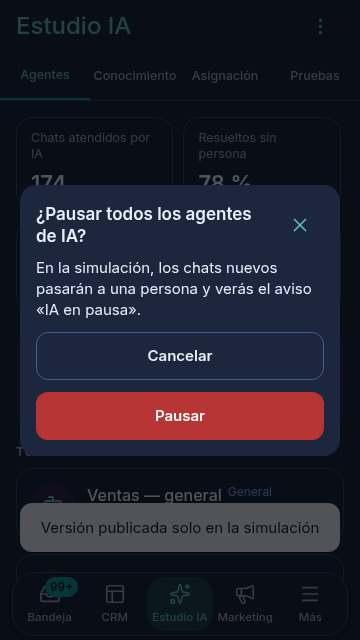 Estudio IA
Agentes
Conocimiento
Asignación
Pruebas
Chats atendidos por
IA
Resueltos sin
persona
174
78 %
¿Pausar todos los agentes
de IA?
En la simulación, los chats nuevos
pasarán a una persona y verás el aviso
«IA en pausa».
Cancelar
Pausar
Ventas — general
General
Versión publicada solo en la simulación
99+
Bandeja
CRM
Estudio IA
Marketing
Más